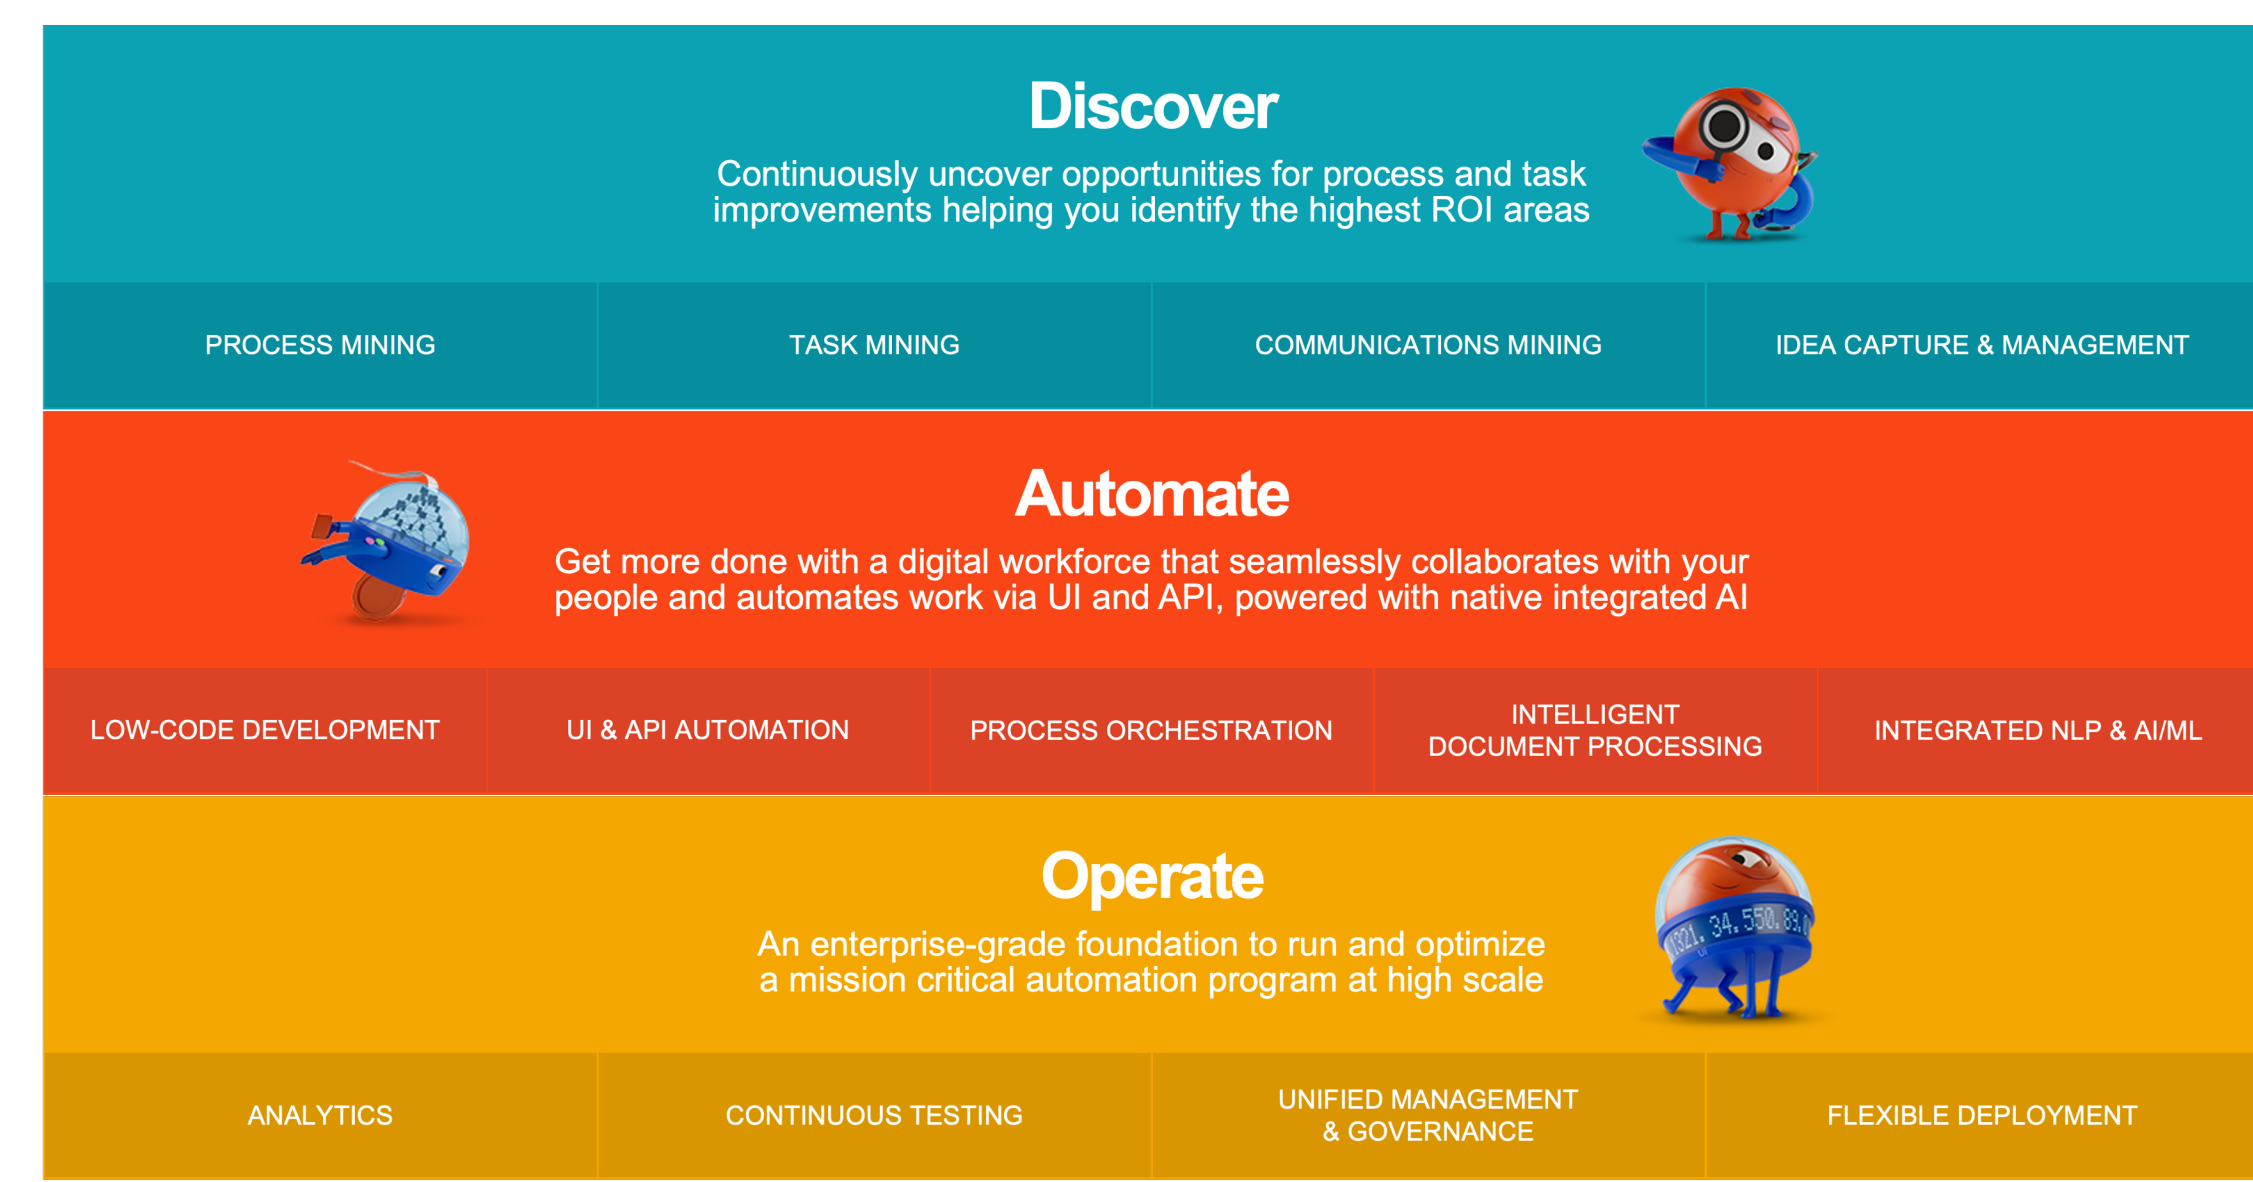 Discover
Continuously uncover opportunities for process and task
improvements helping you identify the highest ROI areas
PROCESS MINING
TASK MINING
COMMUNICATIONS MINING
IDEA CAPTURE & MANAGEMENT
Automate
Get more done with a digital workforce that seamlessly collaborates with your
people and automates work via UI and API, powered with native integrated AI
LOW-CODE DEVELOPMENT
UI & API AUTOMATION
PROCESS ORCHESTRATION
INTELLIGENT
DOCUMENT PROCESSING
INTEGRATED NLP & AI/ML
Operate
An enterprise-grade foundation to run and optimize
a mission critical automation program at high scale
1321. 34. 550. 89.
ANALYTICS
CONTINUOUS TESTING
UNIFIED MANAGEMENT
& GOVERNANCE
FLEXIBLE DEPLOYMENT